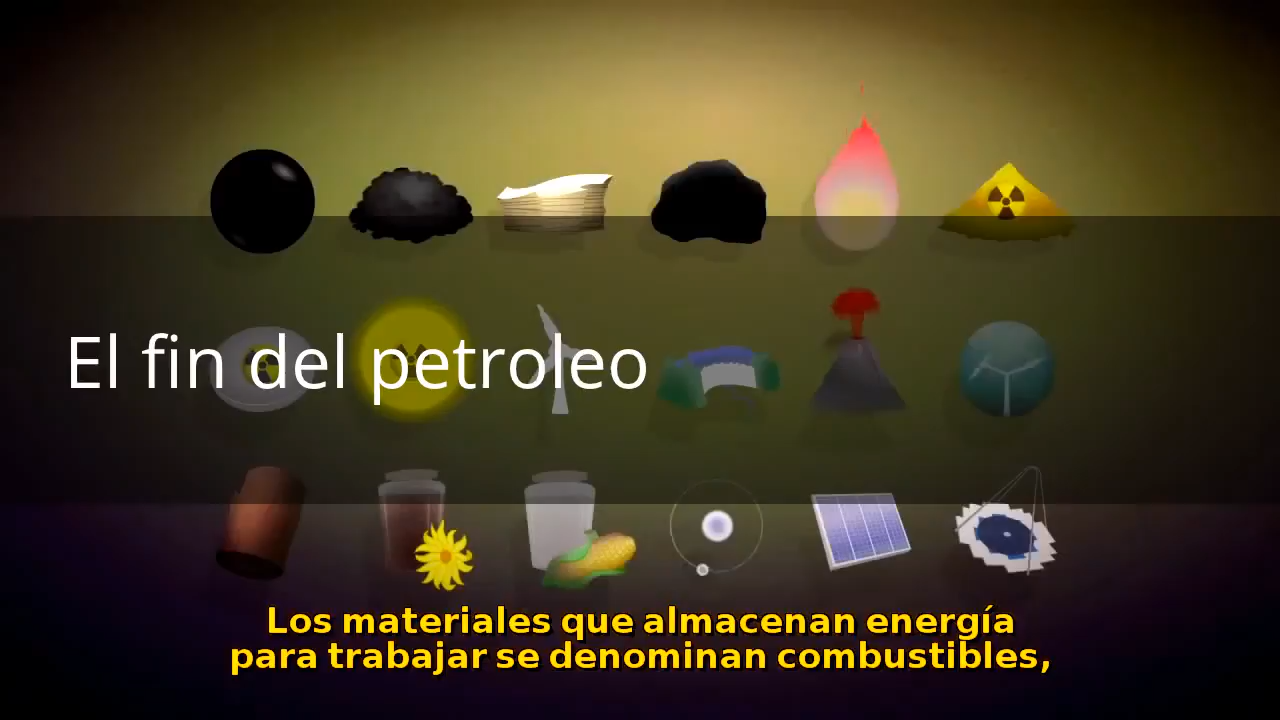 El fin del petroleo
Los materiales que almacenan energía
para trabajar se denominan combustibles,